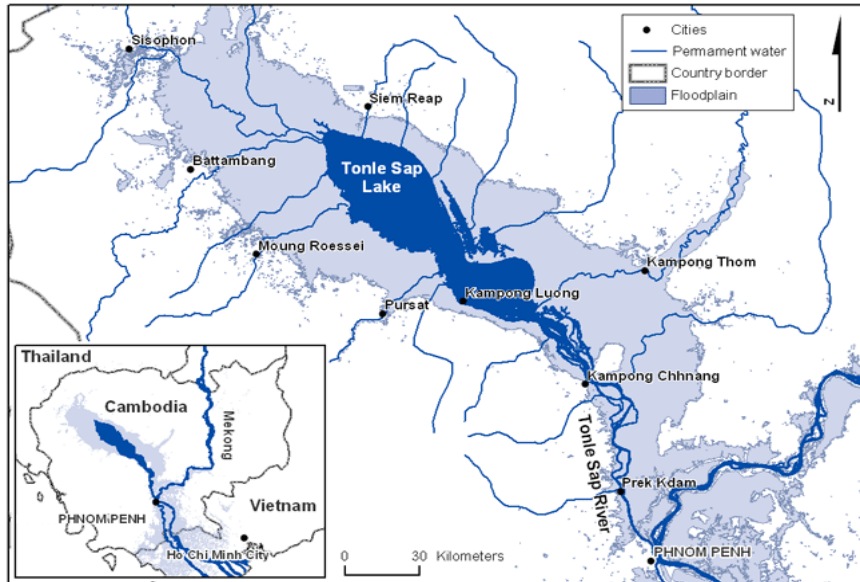 Cities
Permament water
Country border
Floodplain
N
Sisophon
Siem Reap
Battambang
Tonle Sap
Lake
Moung Roessei
Kampong Thom
Pursat
Kampong Luong
Kampong Chhnang
Tonle Sap River
Prek Kdam
PHNOM PENH
0 30 Kilometers
Thailand
Cambodia
Mekong
Vietnam
PHNOM PENH
Ho Chi Minh City